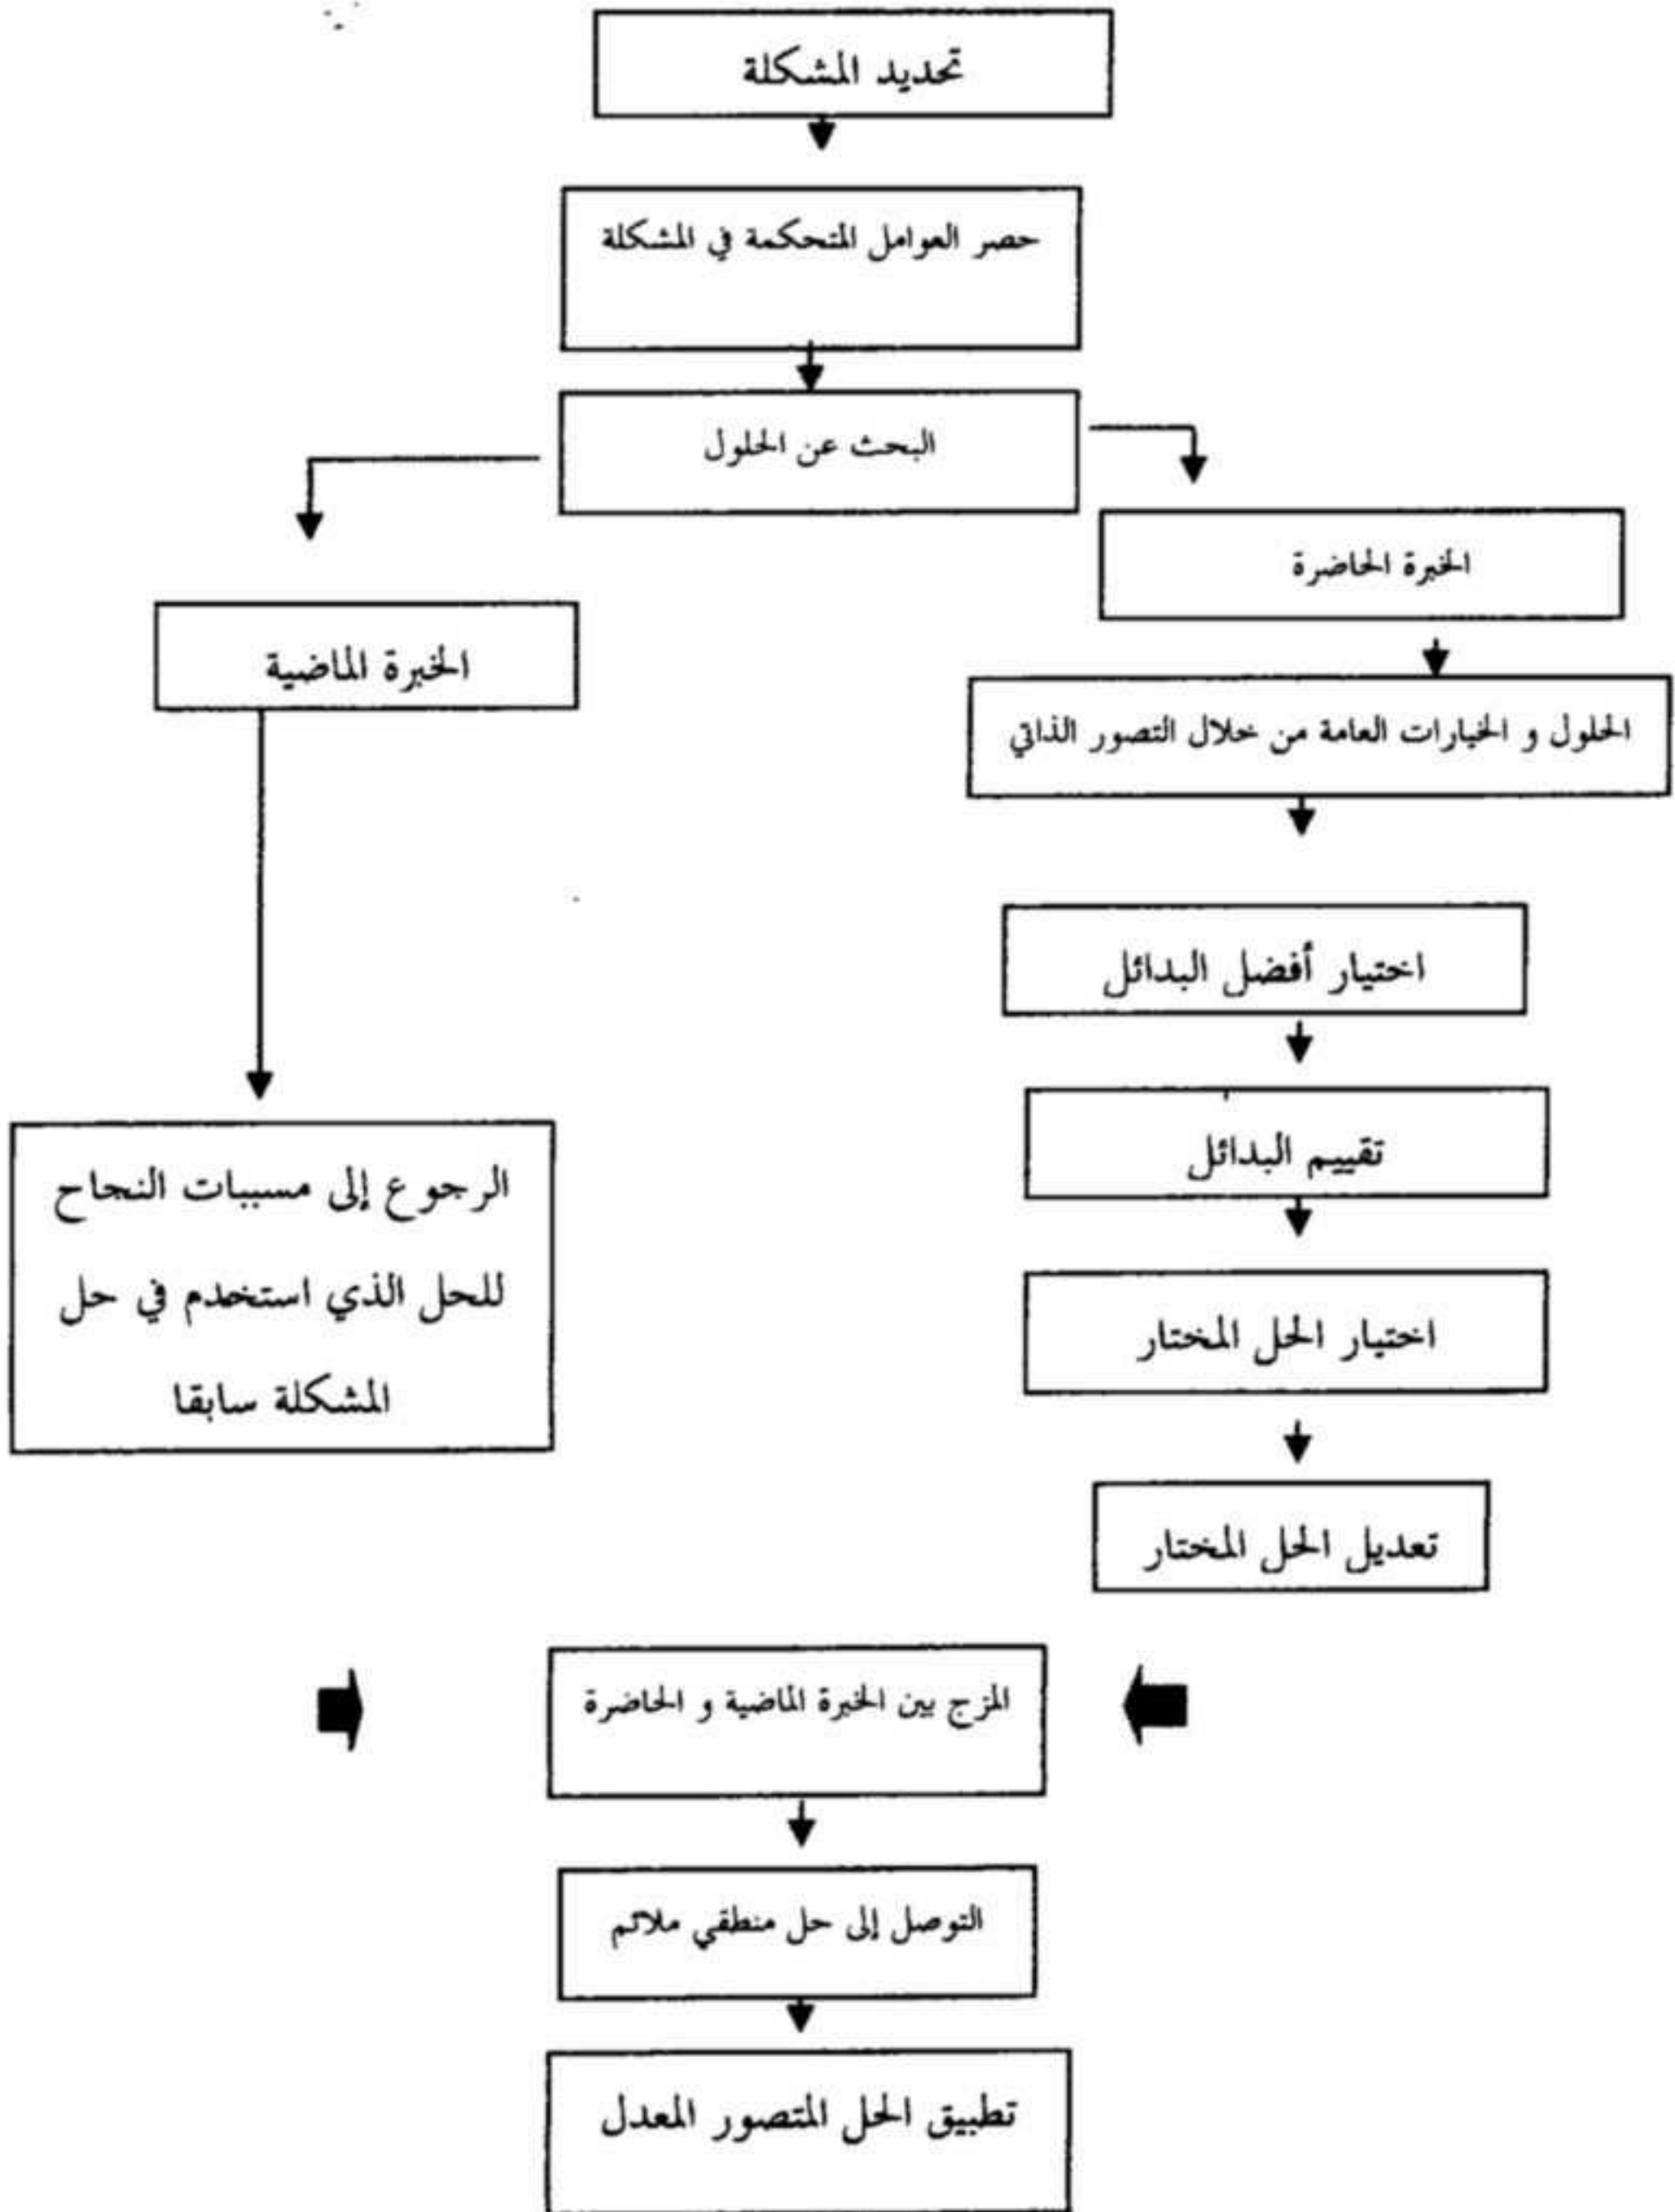 تحديد المشكلة
حصر العوامل المتحكمة في المشكلة
البحث عن الحلول
الخبرة الحاضرة
الخبرة الماضية
الحلول و الخيارات العامة من خلال التصور الذاتي
اختيار أفضل البدائل
تقييم البدائل
الرجوع إلى مسببات النجاح
للحل الذي استخدم في حل
المشكلة سابقا
اختيار الحل المختار
تعديل الحل المختار
المزج بين الخبرة الماضية و الحاضرة
التوصل إلى حل منطقي ملائم
تطبيق الحل المتصور المعدل